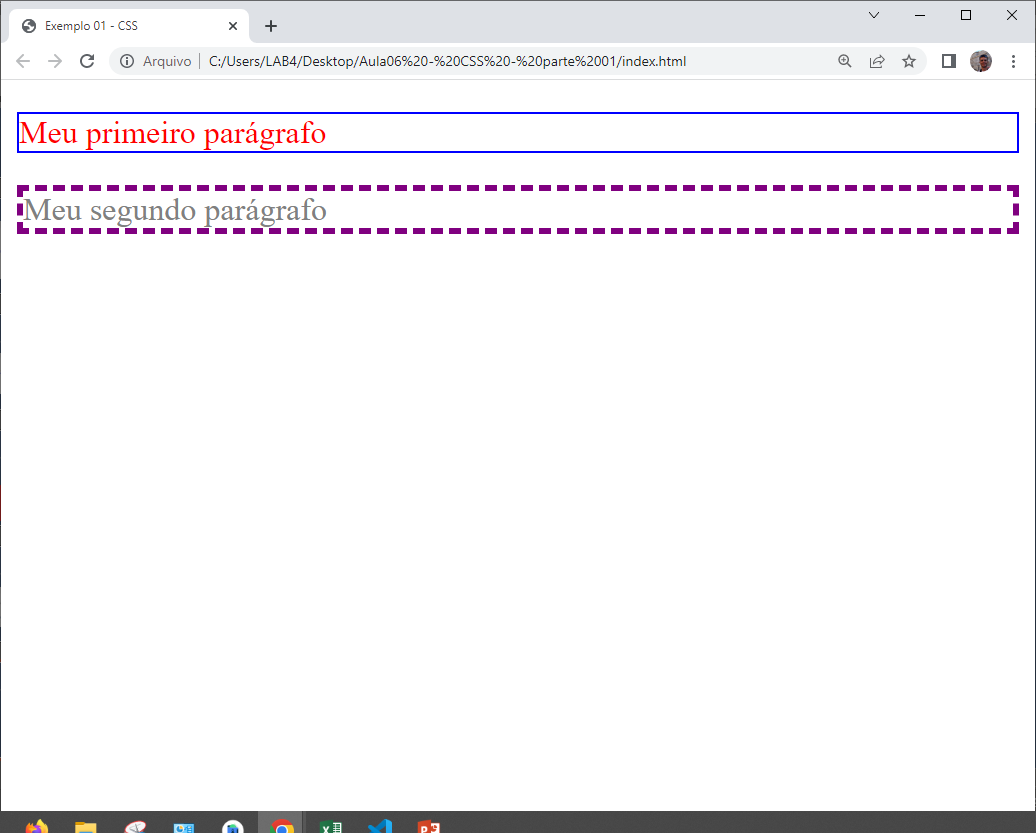 Exemplo 01 - CSS
Arquivo | C:/Users/LAB4/Desktop/Aula06%20-%20CSS%20-%20parte%2001/index.html
Meu primeiro parágrafo
Meu segundo parágrafo